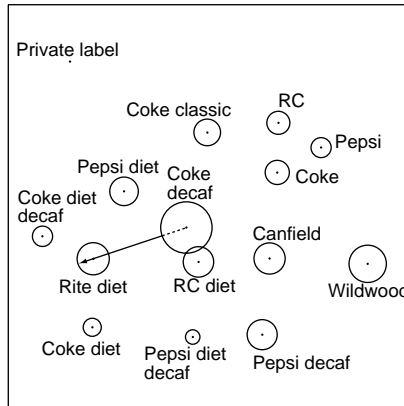 Private label
Coke classic
RC
Pepsi
Pepsi diet
Coke
decaf
Coke
Coke diet
decaf
Canfield
Rite diet
RC diet
Wildwood
Coke diet
Pepsi diet
decaf
Pepsi decaf